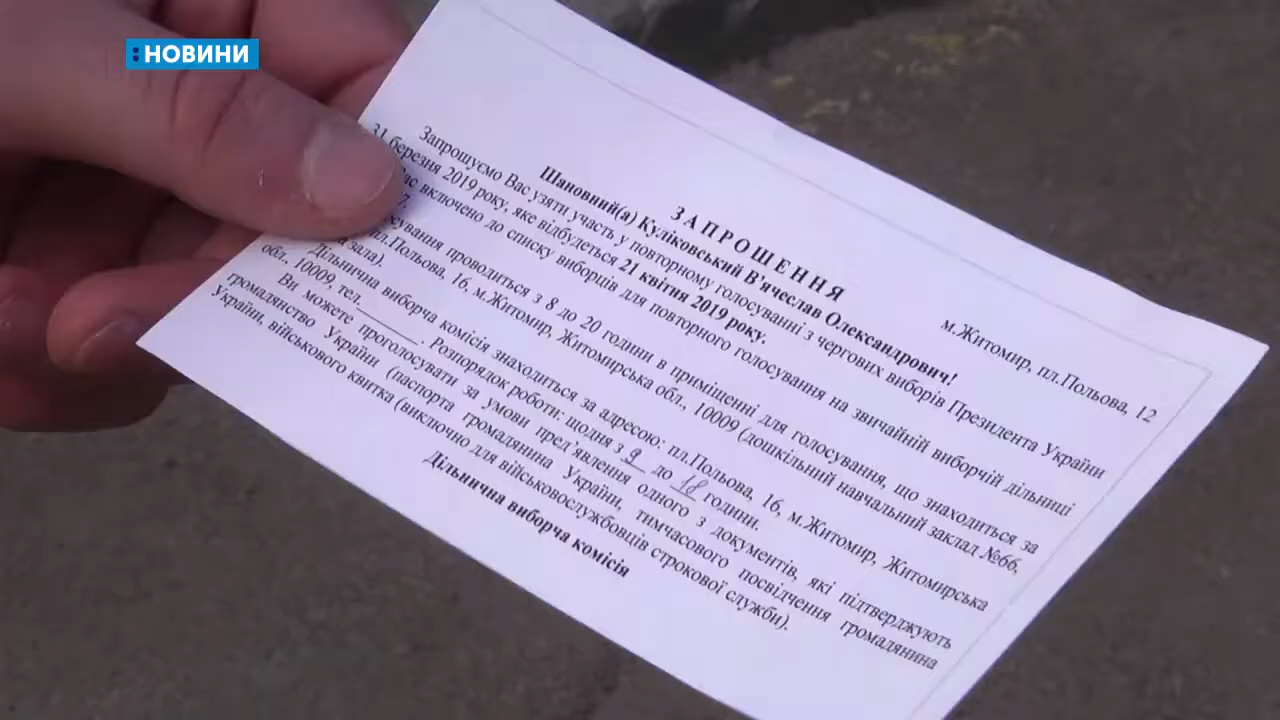 :НОВИНИ
м.Житомир, пл.Польова, 12
ЗАПРОШЕННЯ
Шановний(а) Куліковський В'ячеслав Олександрович!
Запрошуємо Вас узяти участь у повторному голосуванні з чергових виборів Президента України
31 березня 2019 року, яке відбудеться 21 квітня 2019 року.
включено до списку виборців для повторного голосування на звичайній виборчій дільниці
проводиться з 8 до 20 години в приміщенні для голосування, що знаходиться за
пл.Польова, 16, м.Житомир, Житомирська обл., 10009 (дошкільний навчальний заклад №66,
зала).
Дільнична виборча комісія знаходиться за адресою: пл.Польова, 16, м.Житомир, Житомирська
обл., 10009, тел.________. Розпорядок роботи: щодня з 9 до 18 години.
Ви можете проголосувати за умови пред'явлення одного з документів, які підтверджують
громадянство України (паспорта громадянина України, тимчасового посвідчення громадянина
України, військового квитка (виключно для військовослужбовців строкової служби).
Дільнична виборча комісія